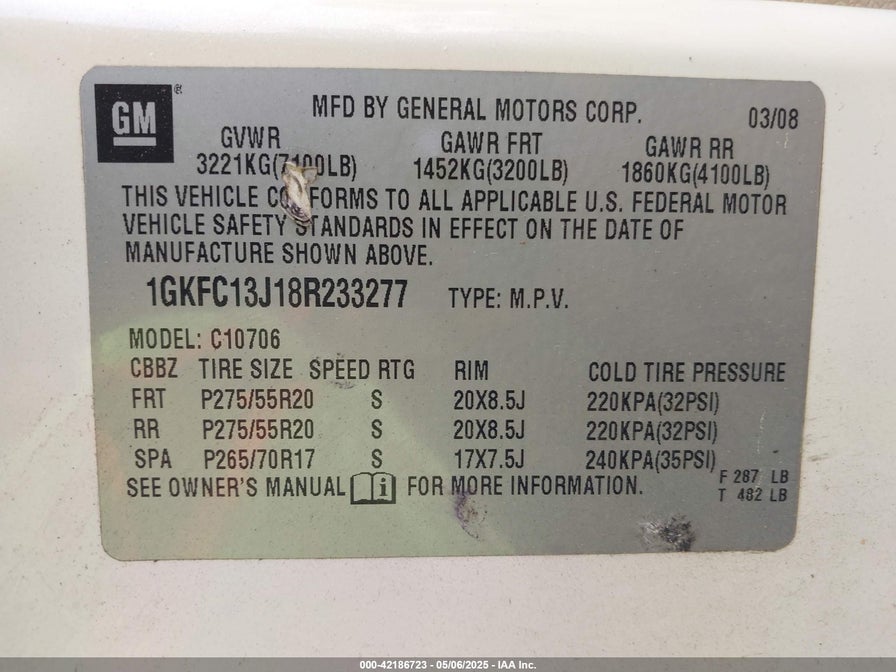 GM®
MFD BY GENERAL MOTORS CORP. 03/08
GVWR GAWR FRT GAWR RR
3221KG(7100LB) 1452KG(3200LB) 1860KG(4100LB)
THIS VEHICLE CONFORMS TO ALL APPLICABLE U.S. FEDERAL MOTOR
VEHICLE SAFETY STANDARDS IN EFFECT ON THE DATE OF
MANUFACTURE SHOWN ABOVE.
1GKFC13J18R233277 TYPE: M.P.V.
MODEL: C10706
CBBZ TIRE SIZE SPEED RTG RIM COLD TIRE PRESSURE
FRT P275/55R20 S 20X8.5J 220KPA(32PSI)
RR P275/55R20 S 20X8.5J 220KPA(32PSI)
SPA P265/70R17 S 17X7.5J 240KPA(35PSI)
SEE OWNER'S MANUAL i FOR MORE INFORMATION.
F 287 LB
T 482 LB
000-42186723 - 05/06/2025 - IAA Inc.